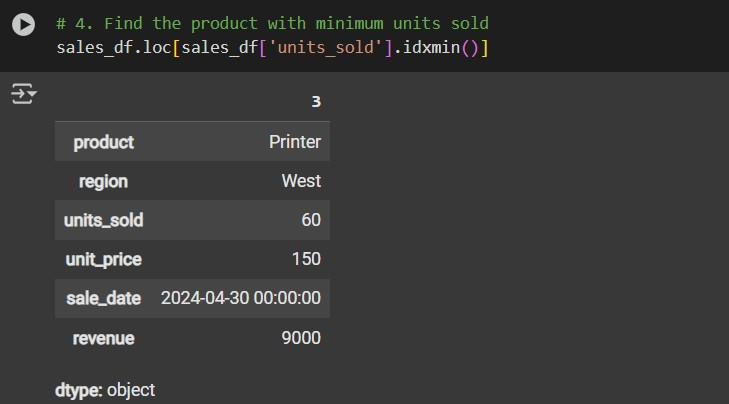 # 4. Find the product with minimum units sold
sales_df.loc[sales_df['units_sold'].idxmin()]
3
product Printer
region West
units_sold 60
unit_price 150
sale_date 2024-04-30 00:00:00
revenue 9000
dtype: object